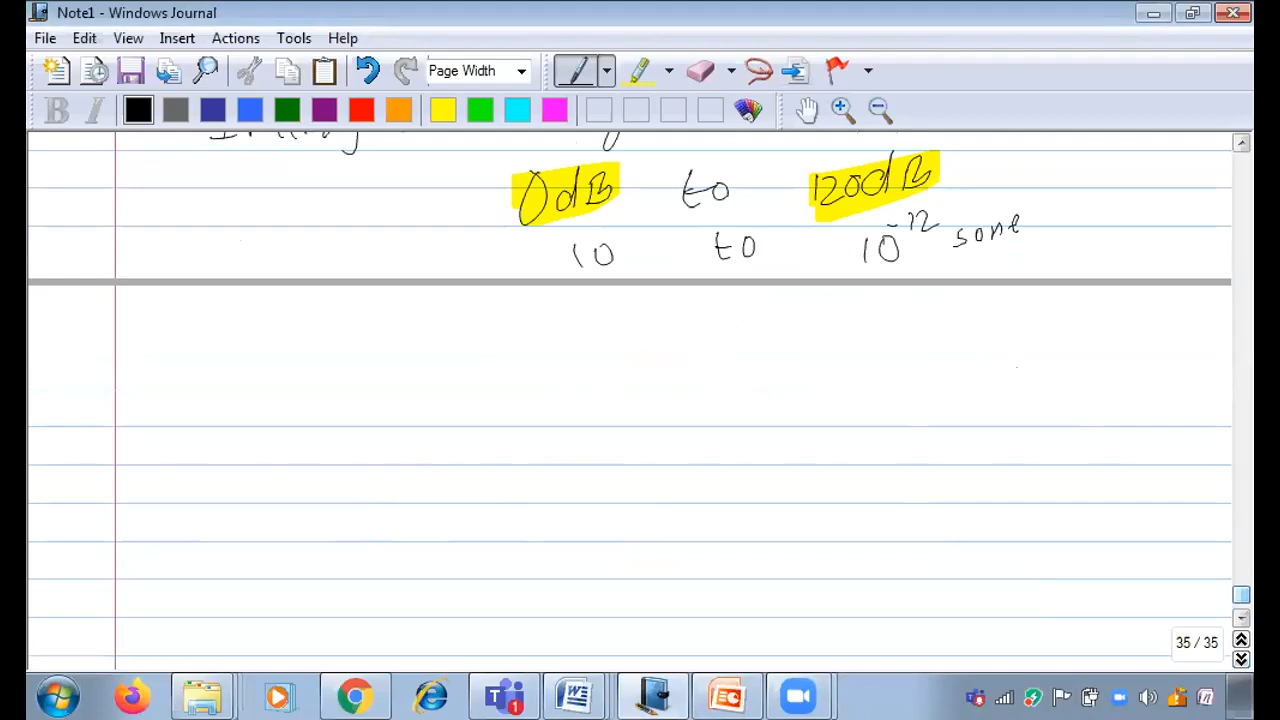 Note1 - Windows Journal
File Edit View Insert Actions Tools Help
Page Width
B I
0dB to 120dB
10 to 10⁻¹² sone
35 / 35
1